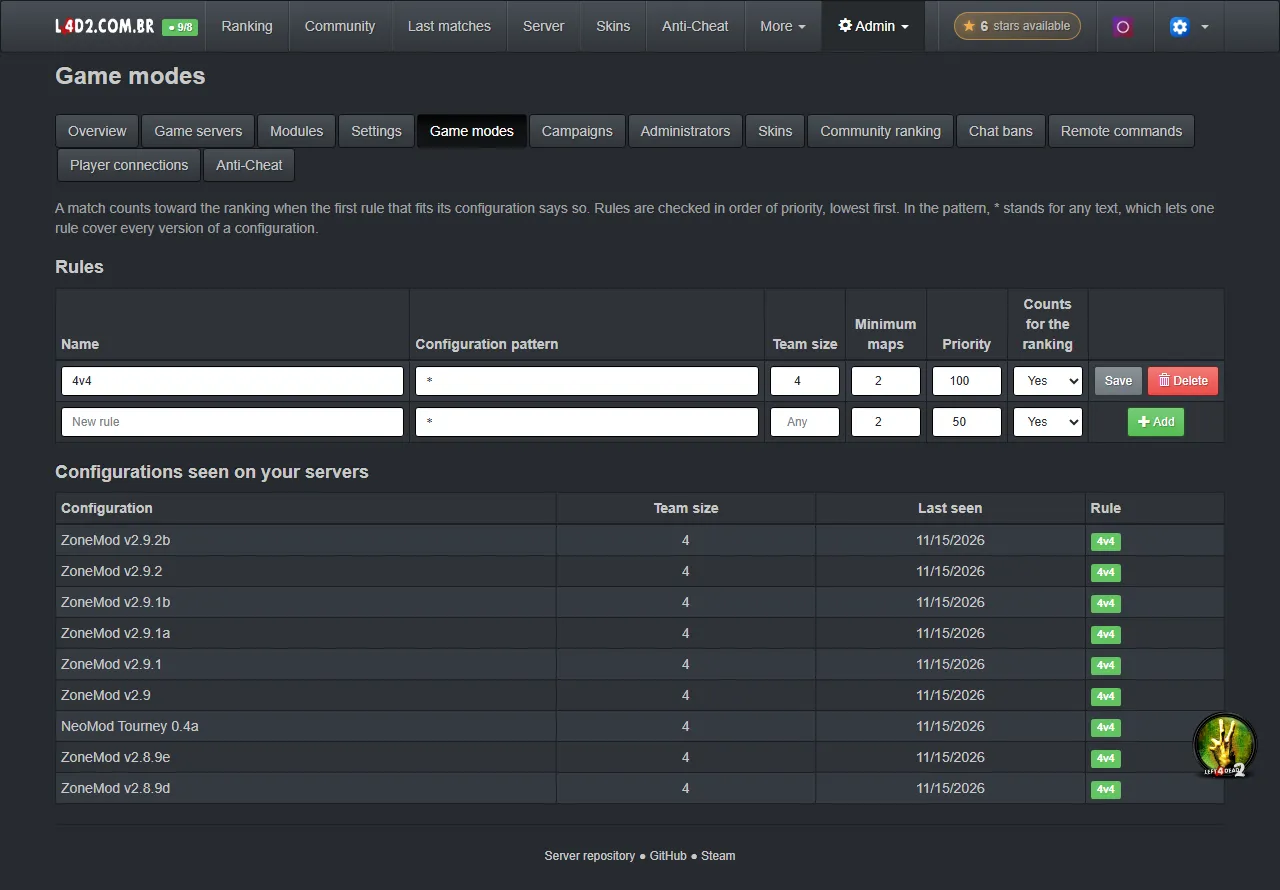 L4D2.COM.BR ● 9/8 Ranking Community Last matches Server Skins Anti-Cheat More Admin ★ 6 stars available
Game modes
Overview Game servers Modules Settings Game modes Campaigns Administrators Skins Community ranking Chat bans Remote commands
Player connections Anti-Cheat
A match counts toward the ranking when the first rule that fits its configuration says so. Rules are checked in order of priority, lowest first. In the pattern, * stands for any text, which lets one
rule cover every version of a configuration.
Rules
Name Configuration pattern Team size Minimum maps Priority Counts for the ranking
4v4 * 4 2 100 Yes Save Delete
New rule * Any 2 50 Yes Add
Configurations seen on your servers
Configuration Team size Last seen Rule
ZoneMod v2.9.2b 4 11/15/2026 4v4
ZoneMod v2.9.2 4 11/15/2026 4v4
ZoneMod v2.9.1b 4 11/15/2026 4v4
ZoneMod v2.9.1a 4 11/15/2026 4v4
ZoneMod v2.9.1 4 11/15/2026 4v4
ZoneMod v2.9 4 11/15/2026 4v4
NeoMod Tourney 0.4a 4 11/15/2026 4v4
ZoneMod v2.8.9e 4 11/15/2026 4v4
LEFT 4 DEAD 2
ZoneMod v2.8.9d 4 11/15/2026 4v4
Server repository ● GitHub ● Steam